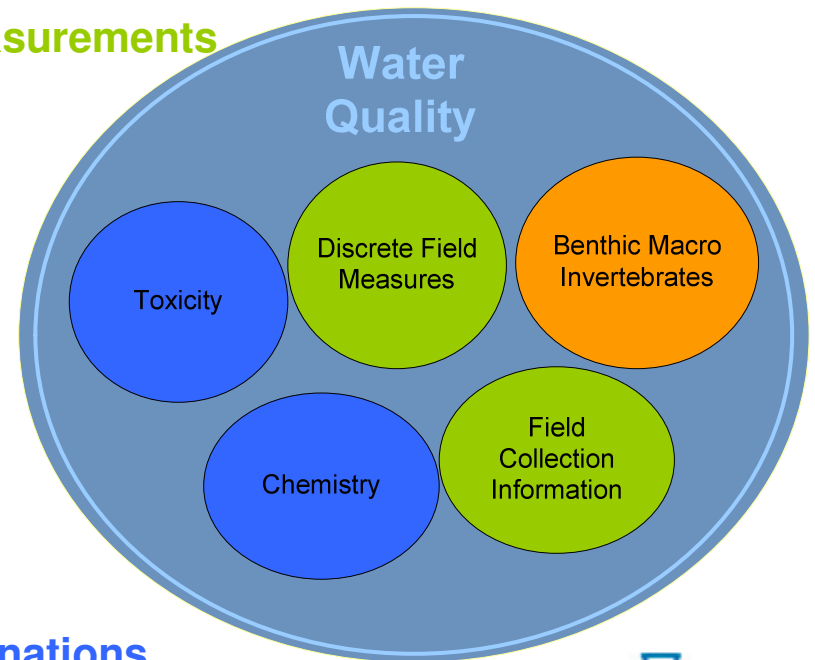 surements
Water
Quality
Discrete Field
Measures
Benthic Macro
Invertebrates
Toxicity
Field
Collection
Information
Chemistry
nations